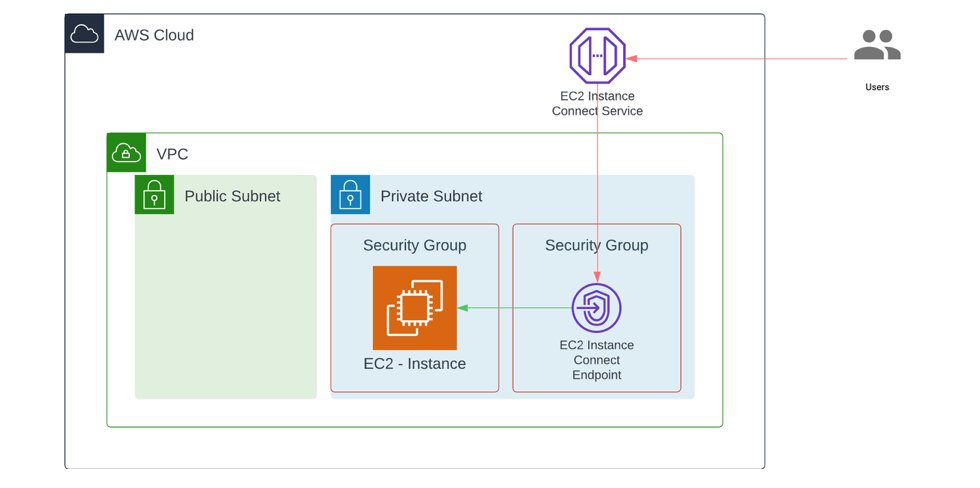 AWS Cloud
EC2 Instance
Connect Service
Users
VPC
Public Subnet
Private Subnet
Security Group
Security Group
EC2 - Instance
EC2 Instance
Connect
Endpoint